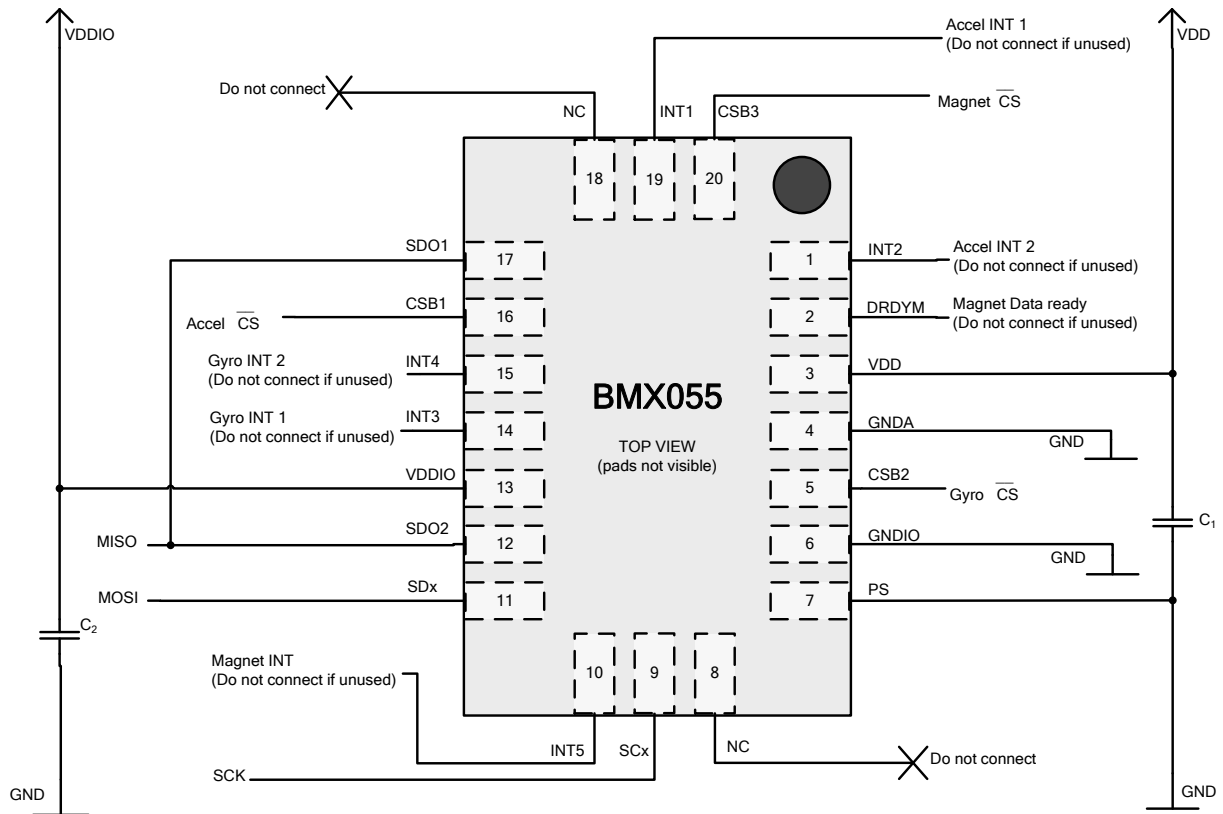 VDDIO
Accel INT 1
(Do not connect if unused)
VDD
Do not connect
Magnet CS
NC
INT1
CSB3
18
19
20
SDO1
17
1
INT2
Accel INT 2
(Do not connect if unused)
Accel CS
CSB1
16
2
DRDYM
Magnet Data ready
(Do not connect if unused)
Gyro INT 2
(Do not connect if unused)
INT4
15
3
VDD
BMX055
Gyro INT 1
(Do not connect if unused)
INT3
14
4
GNDA
GND
TOP VIEW
(pads not visible)
VDDIO
13
5
CSB2
Gyro CS
MISO
SDO2
12
6
GNDIO
GND
C1
MOSI
SDx
11
7
PS
C2
Magnet INT
(Do not connect if unused)
10
9
8
INT5
SCx
NC
Do not connect
SCK
GND
GND